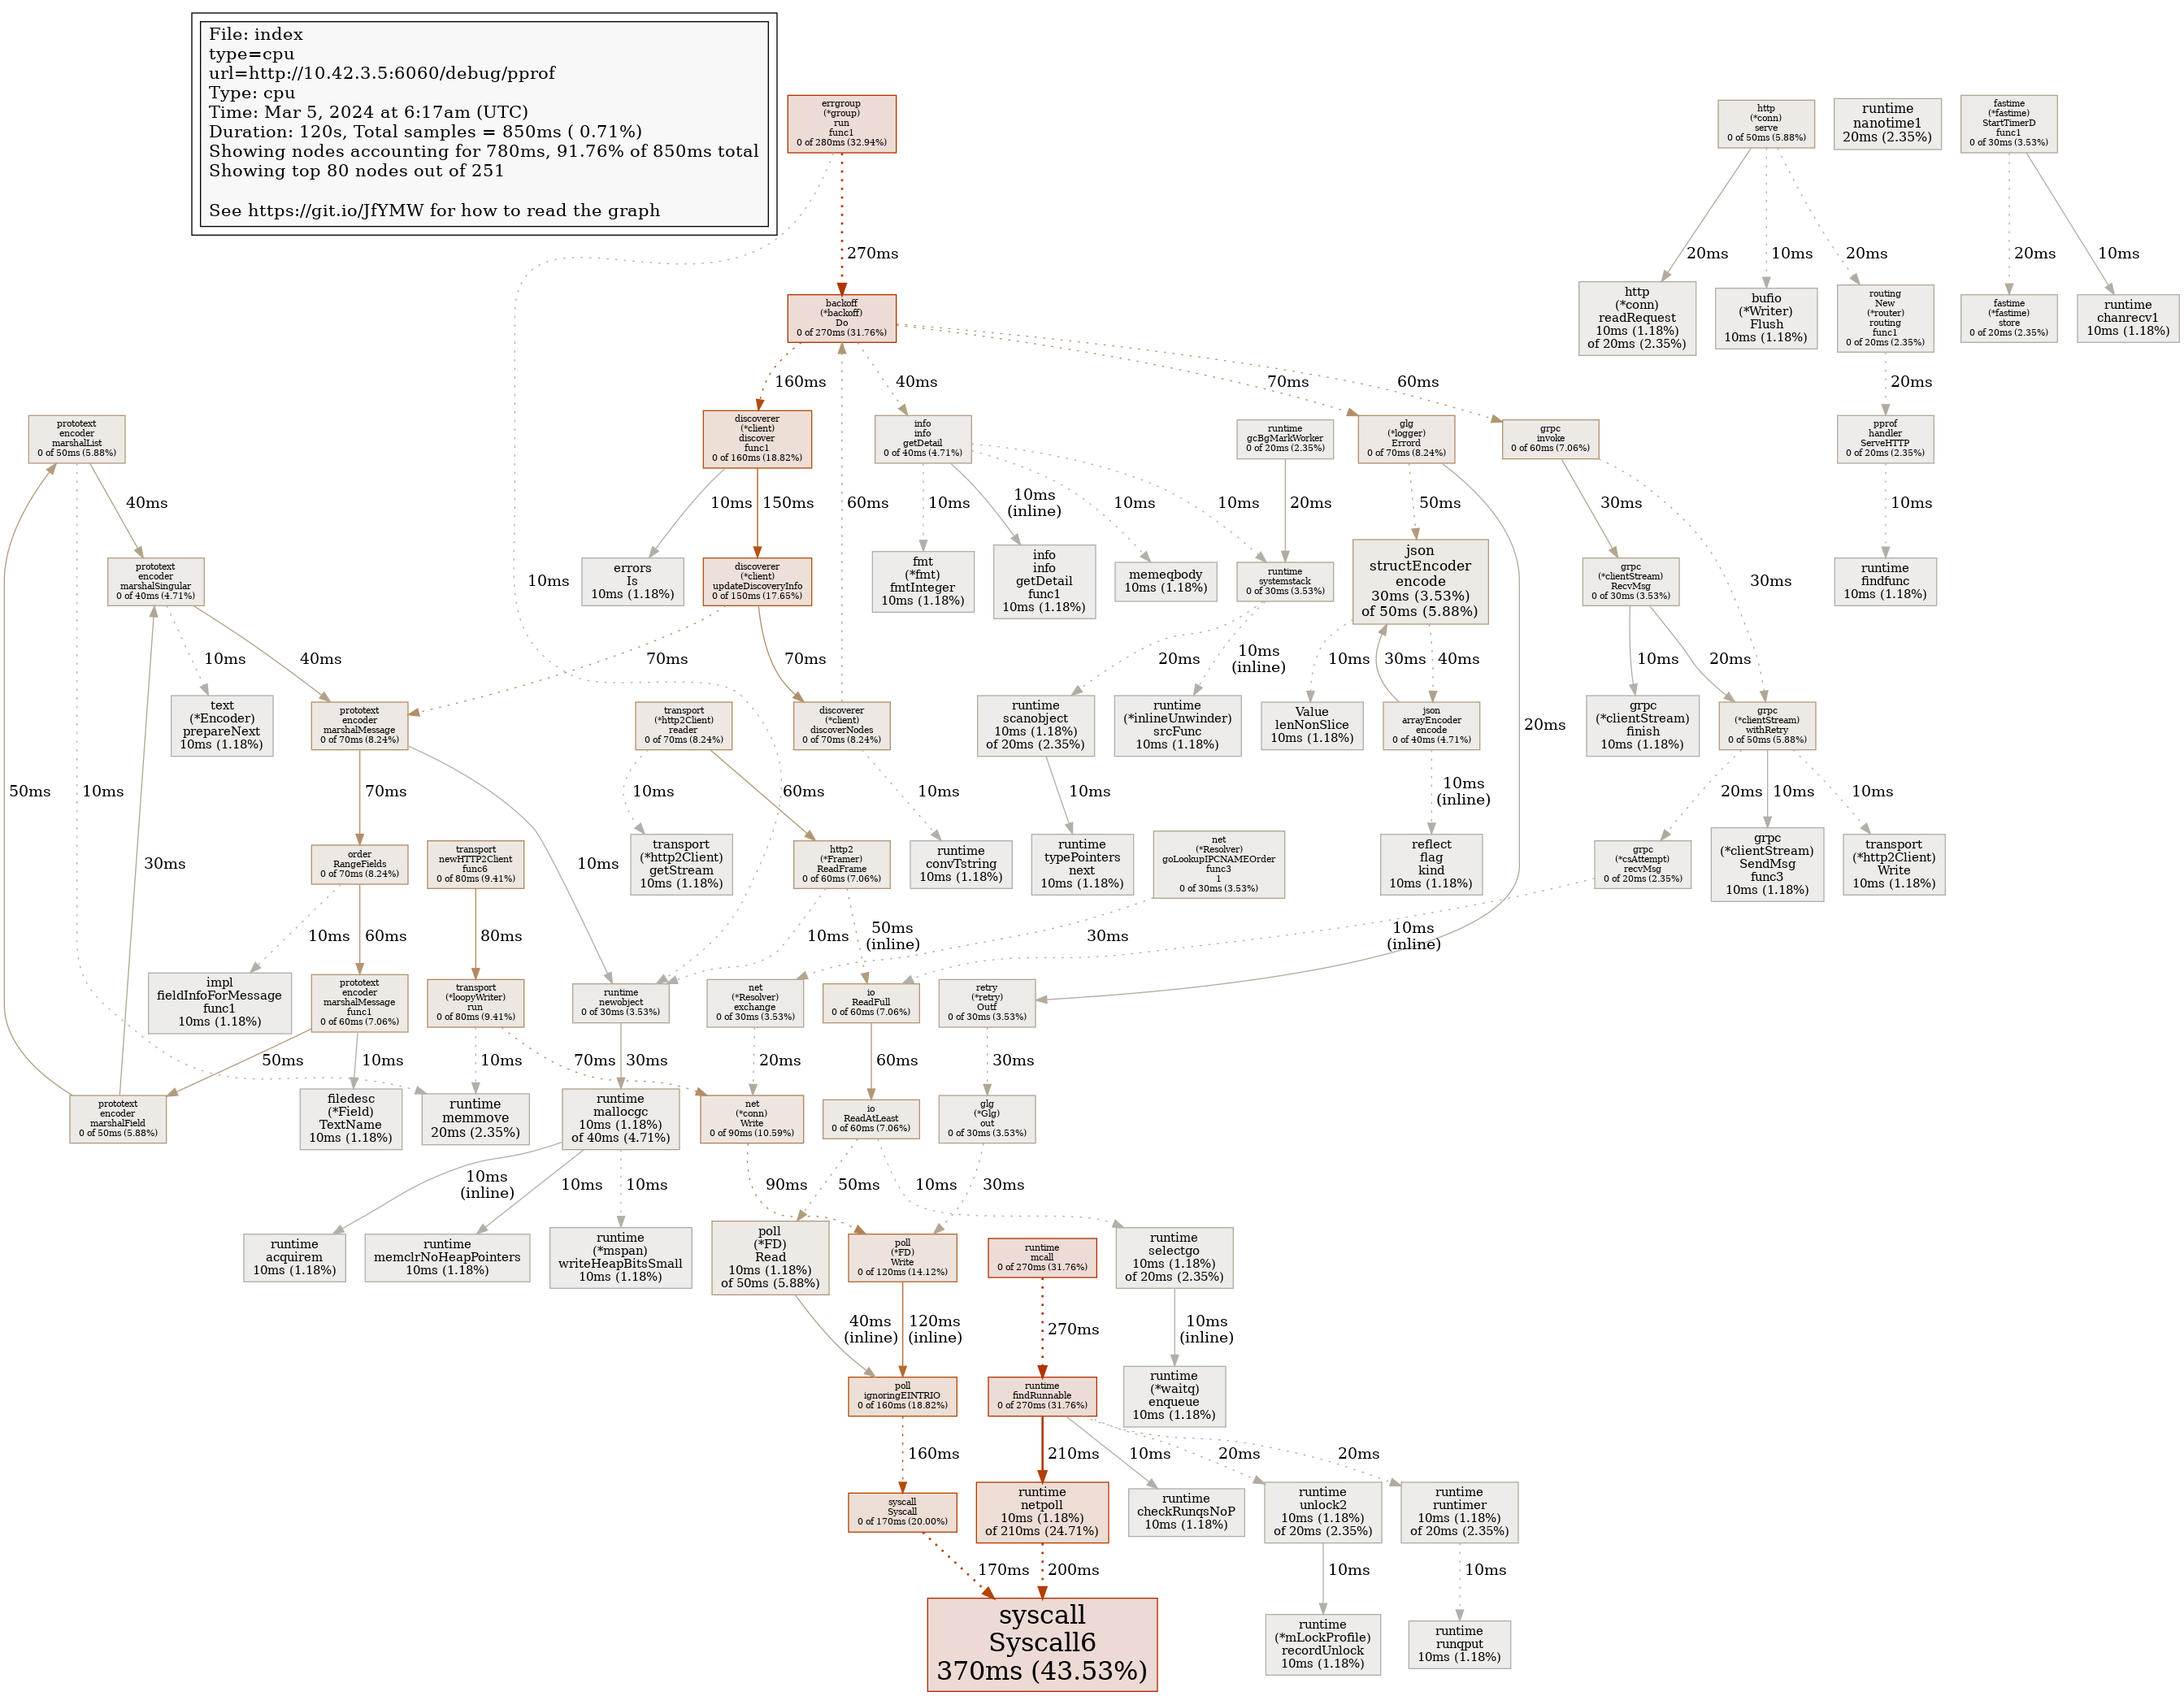 File: index
type=cpu
url=http://10.42.3.5:6060/debug/pprof
Type: cpu
Time: Mar 5, 2024 at 6:17am (UTC)
Duration: 120s, Total samples = 850ms ( 0.71%)
Showing nodes accounting for 780ms, 91.76% of 850ms total
Showing top 80 nodes out of 251
See https://git.io/JfYMW for how to read the graph
errgroup
(*group)
run
func1
0 of 280ms (32.94%)
http
(*conn)
serve
0 of 50ms (5.88%)
runtime
nanotime1
20ms (2.35%)
fastime
(*fastime)
StartTimerD
func1
0 of 30ms (3.53%)
270ms
20ms
10ms
20ms
20ms
10ms
backoff
(*backoff)
Do
0 of 270ms (31.76%)
http
(*conn)
readRequest
10ms (1.18%)
of 20ms (2.35%)
bufio
(*Writer)
Flush
10ms (1.18%)
routing
New
(*router)
routing
func1
0 of 20ms (2.35%)
fastime
(*fastime)
store
0 of 20ms (2.35%)
runtime
chanrecv1
10ms (1.18%)
160ms
40ms
70ms
60ms
20ms
prototext
encoder
marshalList
0 of 50ms (5.88%)
discoverer
(*client)
discover
func1
0 of 160ms (18.82%)
info
info
getDetail
0 of 40ms (4.71%)
runtime
gcBgMarkWorker
0 of 20ms (2.35%)
glg
(*logger)
Errord
0 of 70ms (8.24%)
grpc
invoke
0 of 60ms (7.06%)
pprof
handler
ServeHTTP
0 of 20ms (2.35%)
40ms
10ms
150ms
60ms
10ms
10ms
(inline)
10ms
10ms
20ms
50ms
30ms
10ms
prototext
encoder
marshalSingular
0 of 40ms (4.71%)
10ms
errors
Is
10ms (1.18%)
discoverer
(*client)
updateDiscoveryInfo
0 of 150ms (17.65%)
fmt
(*fmt)
fmtInteger
10ms (1.18%)
info
info
getDetail
func1
10ms (1.18%)
memeqbody
10ms (1.18%)
runtime
systemstack
0 of 30ms (3.53%)
json
structEncoder
encode
30ms (3.53%)
of 50ms (5.88%)
30ms
grpc
(*clientStream)
RecvMsg
0 of 30ms (3.53%)
runtime
findfunc
10ms (1.18%)
10ms
40ms
70ms
70ms
20ms
10ms
(inline)
10ms
30ms
40ms
10ms
20ms
text
(*Encoder)
prepareNext
10ms (1.18%)
prototext
encoder
marshalMessage
0 of 70ms (8.24%)
transport
(*http2Client)
reader
0 of 70ms (8.24%)
discoverer
(*client)
discoverNodes
0 of 70ms (8.24%)
runtime
scanobject
10ms (1.18%)
of 20ms (2.35%)
runtime
(*inlineUnwinder)
srcFunc
10ms (1.18%)
Value
lenNonSlice
10ms (1.18%)
json
arrayEncoder
encode
0 of 40ms (4.71%)
20ms
grpc
(*clientStream)
finish
10ms (1.18%)
grpc
(*clientStream)
withRetry
0 of 50ms (5.88%)
50ms
10ms
70ms
10ms
60ms
10ms
10ms
10ms
(inline)
20ms
10ms
10ms
30ms
order
RangeFields
0 of 70ms (8.24%)
transport
newHTTP2Client
func6
0 of 80ms (9.41%)
10ms
transport
(*http2Client)
getStream
10ms (1.18%)
http2
(*Framer)
ReadFrame
0 of 60ms (7.06%)
runtime
convTstring
10ms (1.18%)
runtime
typePointers
next
10ms (1.18%)
net
(*Resolver)
goLookupIPCNAMEOrder
func3
1
0 of 30ms (3.53%)
reflect
flag
kind
10ms (1.18%)
grpc
(*csAttempt)
recvMsg
0 of 20ms (2.35%)
grpc
(*clientStream)
SendMsg
func3
10ms (1.18%)
transport
(*http2Client)
Write
10ms (1.18%)
10ms
60ms
80ms
10ms
50ms
(inline)
30ms
10ms
(inline)
impl
fieldInfoForMessage
func1
10ms (1.18%)
prototext
encoder
marshalMessage
func1
0 of 60ms (7.06%)
transport
(*loopyWriter)
run
0 of 80ms (9.41%)
runtime
newobject
0 of 30ms (3.53%)
net
(*Resolver)
exchange
0 of 30ms (3.53%)
io
ReadFull
0 of 60ms (7.06%)
retry
(*retry)
Outf
0 of 30ms (3.53%)
50ms
10ms
10ms
70ms
30ms
20ms
60ms
30ms
prototext
encoder
marshalField
0 of 50ms (5.88%)
filedesc
(*Field)
TextName
10ms (1.18%)
runtime
memmove
20ms (2.35%)
runtime
mallocgc
10ms (1.18%)
of 40ms (4.71%)
net
(*conn)
Write
0 of 90ms (10.59%)
io
ReadAtLeast
0 of 60ms (7.06%)
glg
(*Glg)
out
0 of 30ms (3.53%)
10ms
(inline)
10ms
10ms
90ms
50ms
10ms
30ms
runtime
acquirem
10ms (1.18%)
runtime
memclrNoHeapPointers
10ms (1.18%)
runtime
(*mspan)
writeHeapBitsSmall
10ms (1.18%)
poll
(*FD)
Read
10ms (1.18%)
of 50ms (5.88%)
poll
(*FD)
Write
0 of 120ms (14.12%)
runtime
mcall
0 of 270ms (31.76%)
runtime
selectgo
10ms (1.18%)
of 20ms (2.35%)
40ms
(inline)
120ms
(inline)
270ms
10ms
(inline)
poll
ignoringEINTRIO
0 of 160ms (18.82%)
runtime
findRunnable
0 of 270ms (31.76%)
runtime
(*waitq)
enqueue
10ms (1.18%)
160ms
210ms
10ms
20ms
20ms
syscall
Syscall
0 of 170ms (20.00%)
runtime
netpoll
10ms (1.18%)
of 210ms (24.71%)
runtime
checkRunqsNoP
10ms (1.18%)
runtime
unlock2
10ms (1.18%)
of 20ms (2.35%)
runtime
runtimer
10ms (1.18%)
of 20ms (2.35%)
170ms
200ms
10ms
10ms
syscall
Syscall6
370ms (43.53%)
runtime
(*mLockProfile)
recordUnlock
10ms (1.18%)
runtime
runqput
10ms (1.18%)